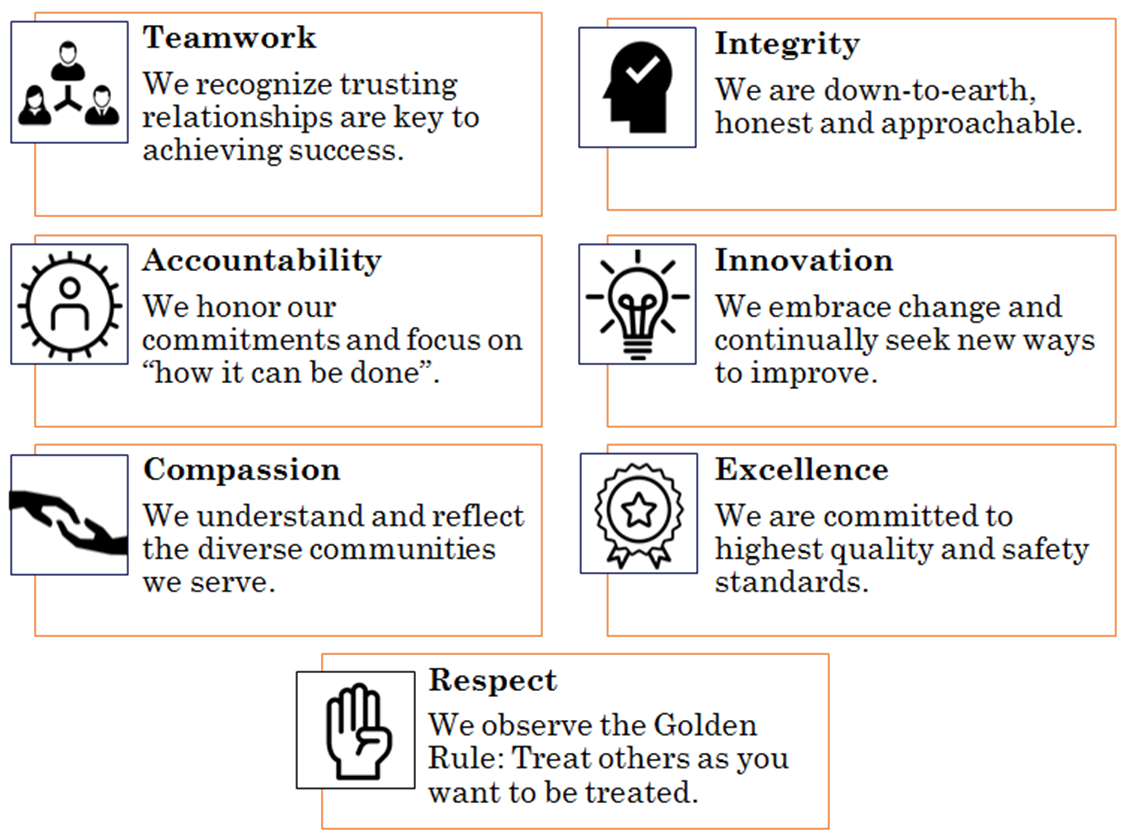 Teamwork
We recognize trusting
relationships are key to
achieving success.
Integrity
We are down-to-earth,
honest and approachable.
Accountability
We honor our
commitments and focus on
“how it can be done”.
Innovation
We embrace change and
continually seek new ways
to improve.
Compassion
We understand and reflect
the diverse communities
we serve.
Excellence
We are committed to
highest quality and safety
standards.
Respect
We observe the Golden
Rule: Treat others as you
want to be treated.